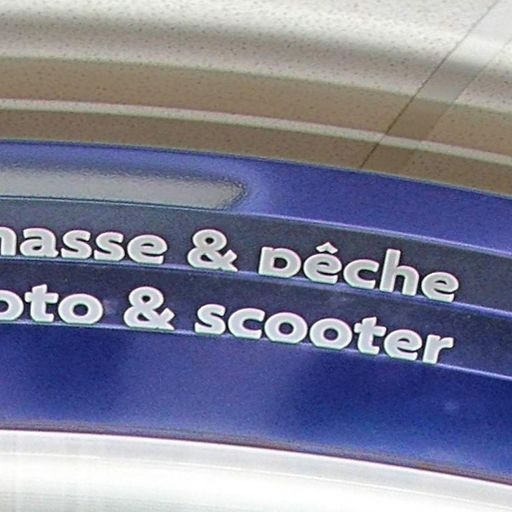 hasse & pêche
oto & scooter